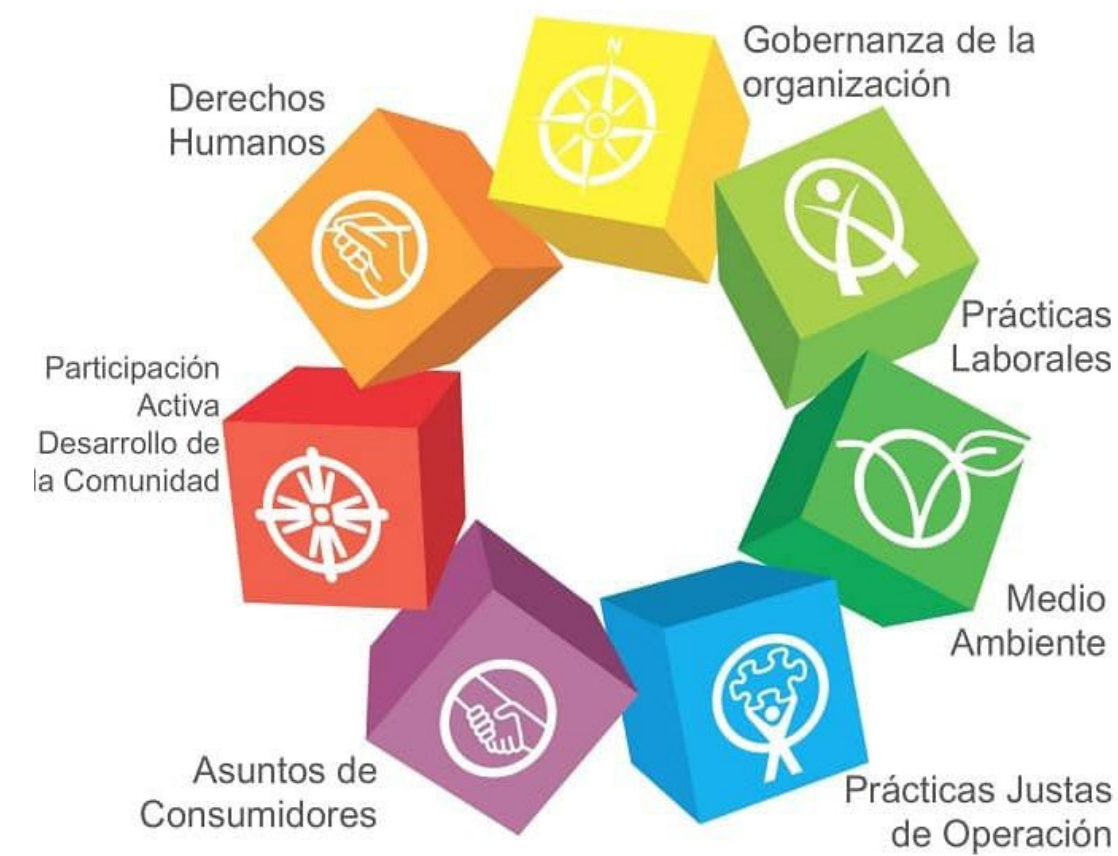 Gobernanza de la
organización
Derechos
Humanos
N
Prácticas
Laborales
Participación
Activa
Desarrollo de
la Comunidad
Medio
Ambiente
Asuntos de
Consumidores
Prácticas Justas
de Operación